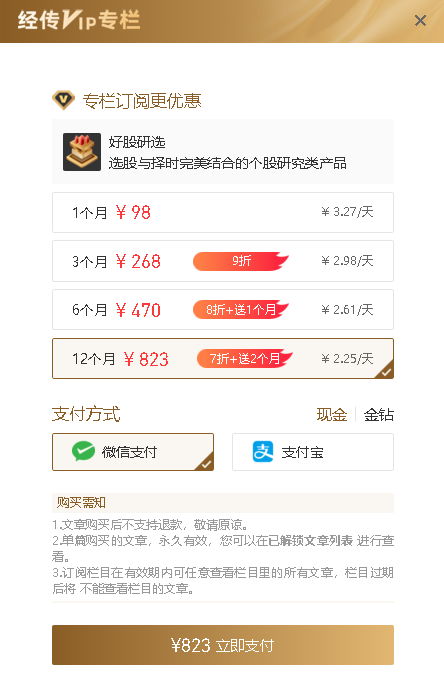 经传Vip专栏
专栏订阅更优惠
好股研选
选股与择时完美结合的个股研究类产品
1个月 ¥98 ¥3.27/天
3个月 ¥268 9折 ¥2.98/天
6个月 ¥470 8折+送1个月 ¥2.61/天
12个月 ¥823 7折+送2个月 ¥2.25/天
支付方式 现金 金钻
微信支付 支付宝
购买需知
1.文章购买后不支持退款，敬请原谅。
2.单篇购买的文章，永久有效，您可以在已解锁文章列表 进行查
看。
3.订阅栏目在有效期内可任意查看栏目里的所有文章，栏目过期
后将 不能查看栏目的文章。
¥823 立即支付